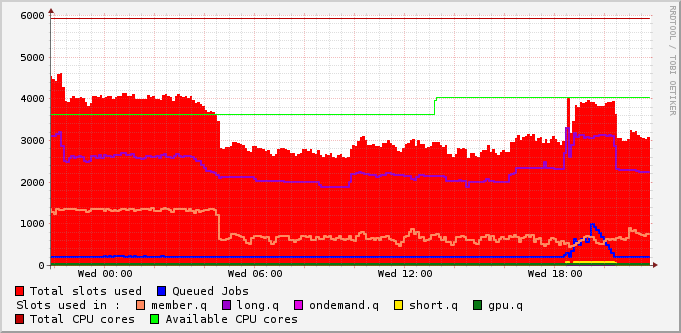 6000
5000
4000
3000
2000
1000
0
Wed 00:00 Wed 06:00 Wed 12:00 Wed 18:00
Total slots used Queued Jobs
Slots used in : member.q long.q ondemand.q short.q gpu.q
Total CPU cores Available CPU cores
RRDTOOL / TOBI OETIKER